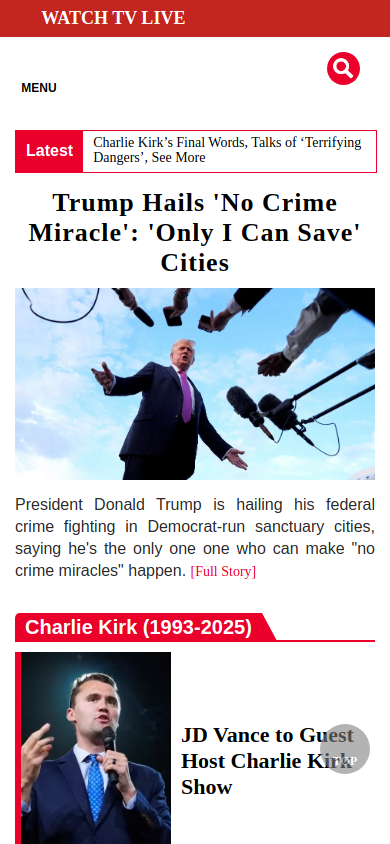 WATCH TV LIVE
MENU
Latest
Charlie Kirk’s Final Words, Talks of ‘Terrifying
Dangers’, See More
Trump Hails 'No Crime
Miracle': 'Only I Can Save'
Cities
President Donald Trump is hailing his federal
crime fighting in Democrat-run sanctuary cities,
saying he's the only one one who can make "no
crime miracles" happen. [Full Story]
Charlie Kirk (1993-2025)
JD Vance to Guest
Host Charlie Kirk
Show
TOP